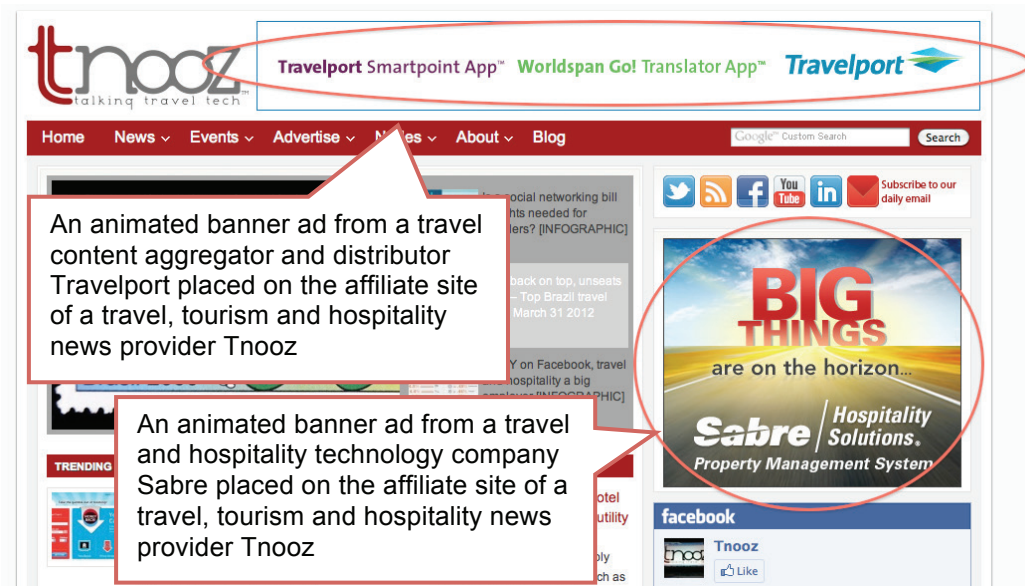 tnooz
talking travel tech™
Travelport Smartpoint App™ Worldspan Go! Translator App™ Travelport
Home News Events Advertise About Blog
Google™ Custom Search Search
Subscribe to our
daily email
social networking bill
needed for
[INFOGRAPHIC]
back on top, unseats
– Top Brazil travel
March 31 2012
on Facebook, travel
hospitality a big
An animated banner ad from a travel
content aggregator and distributor
Travelport placed on the affiliate site
of a travel, tourism and hospitality
news provider Tnooz
BIG
THINGS
are on the horizon...
Sabre Hospitality
Solutions.
Property Management System
An animated banner ad from a travel
and hospitality technology company
Sabre placed on the affiliate site of a
travel, tourism and hospitality news
provider Tnooz
TRENDING
facebook
Tnooz
Like
You
Tube
in